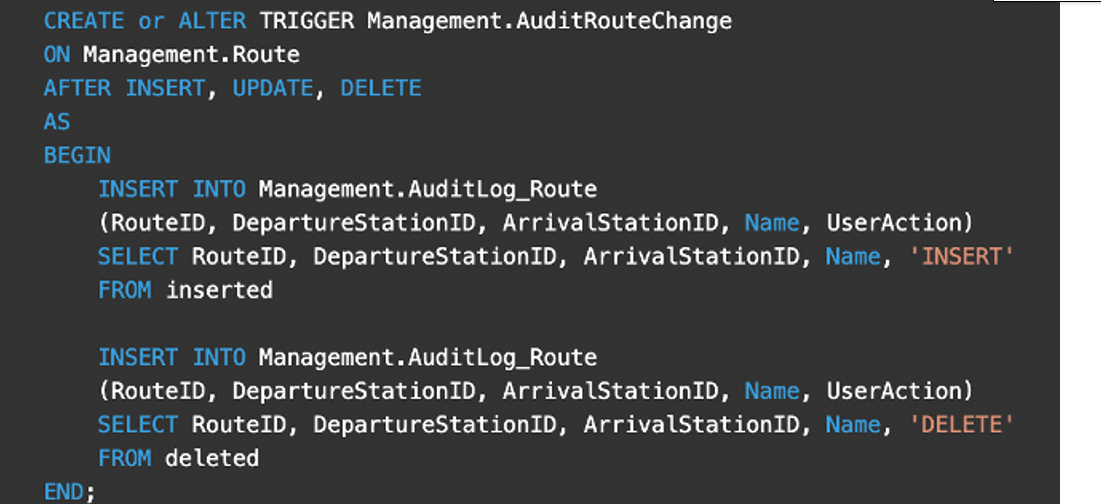 CREATE or ALTER TRIGGER Management.AuditRouteChange
ON Management.Route
AFTER INSERT, UPDATE, DELETE
AS
BEGIN
INSERT INTO Management.AuditLog_Route
(RouteID, DepartureStationID, ArrivalStationID, Name, UserAction)
SELECT RouteID, DepartureStationID, ArrivalStationID, Name, 'INSERT'
FROM inserted
INSERT INTO Management.AuditLog_Route
(RouteID, DepartureStationID, ArrivalStationID, Name, UserAction)
SELECT RouteID, DepartureStationID, ArrivalStationID, Name, 'DELETE'
FROM deleted
END;